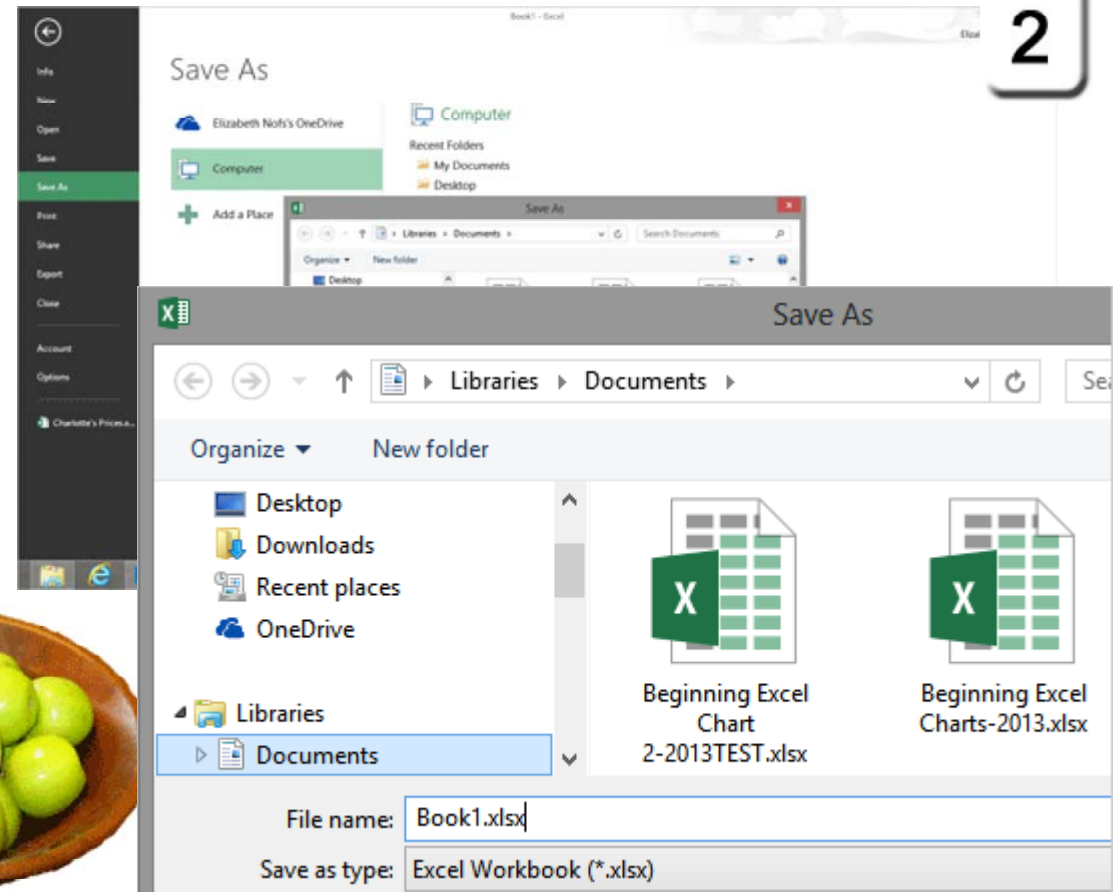 Book1 - Excel
2
Save As
Info
New
Open
Save
Save As
Print
Share
Export
Close
Account
Options
Charlotte's Prices.x...
Elizabeth Nofs's OneDrive
Computer
Add a Place
Computer
Recent Folders
My Documents
Desktop
Save As
Libraries Documents
Search Documents
Organize New folder
Desktop
Save As
Libraries Documents
Sea
Organize New folder
Desktop
Downloads
Recent places
OneDrive
Libraries
Documents
Beginning Excel
Chart
2-2013TEST.xlsx
Beginning Excel
Charts-2013.xlsx
File name: Book1.xlsx
Save as type: Excel Workbook (*.xlsx)